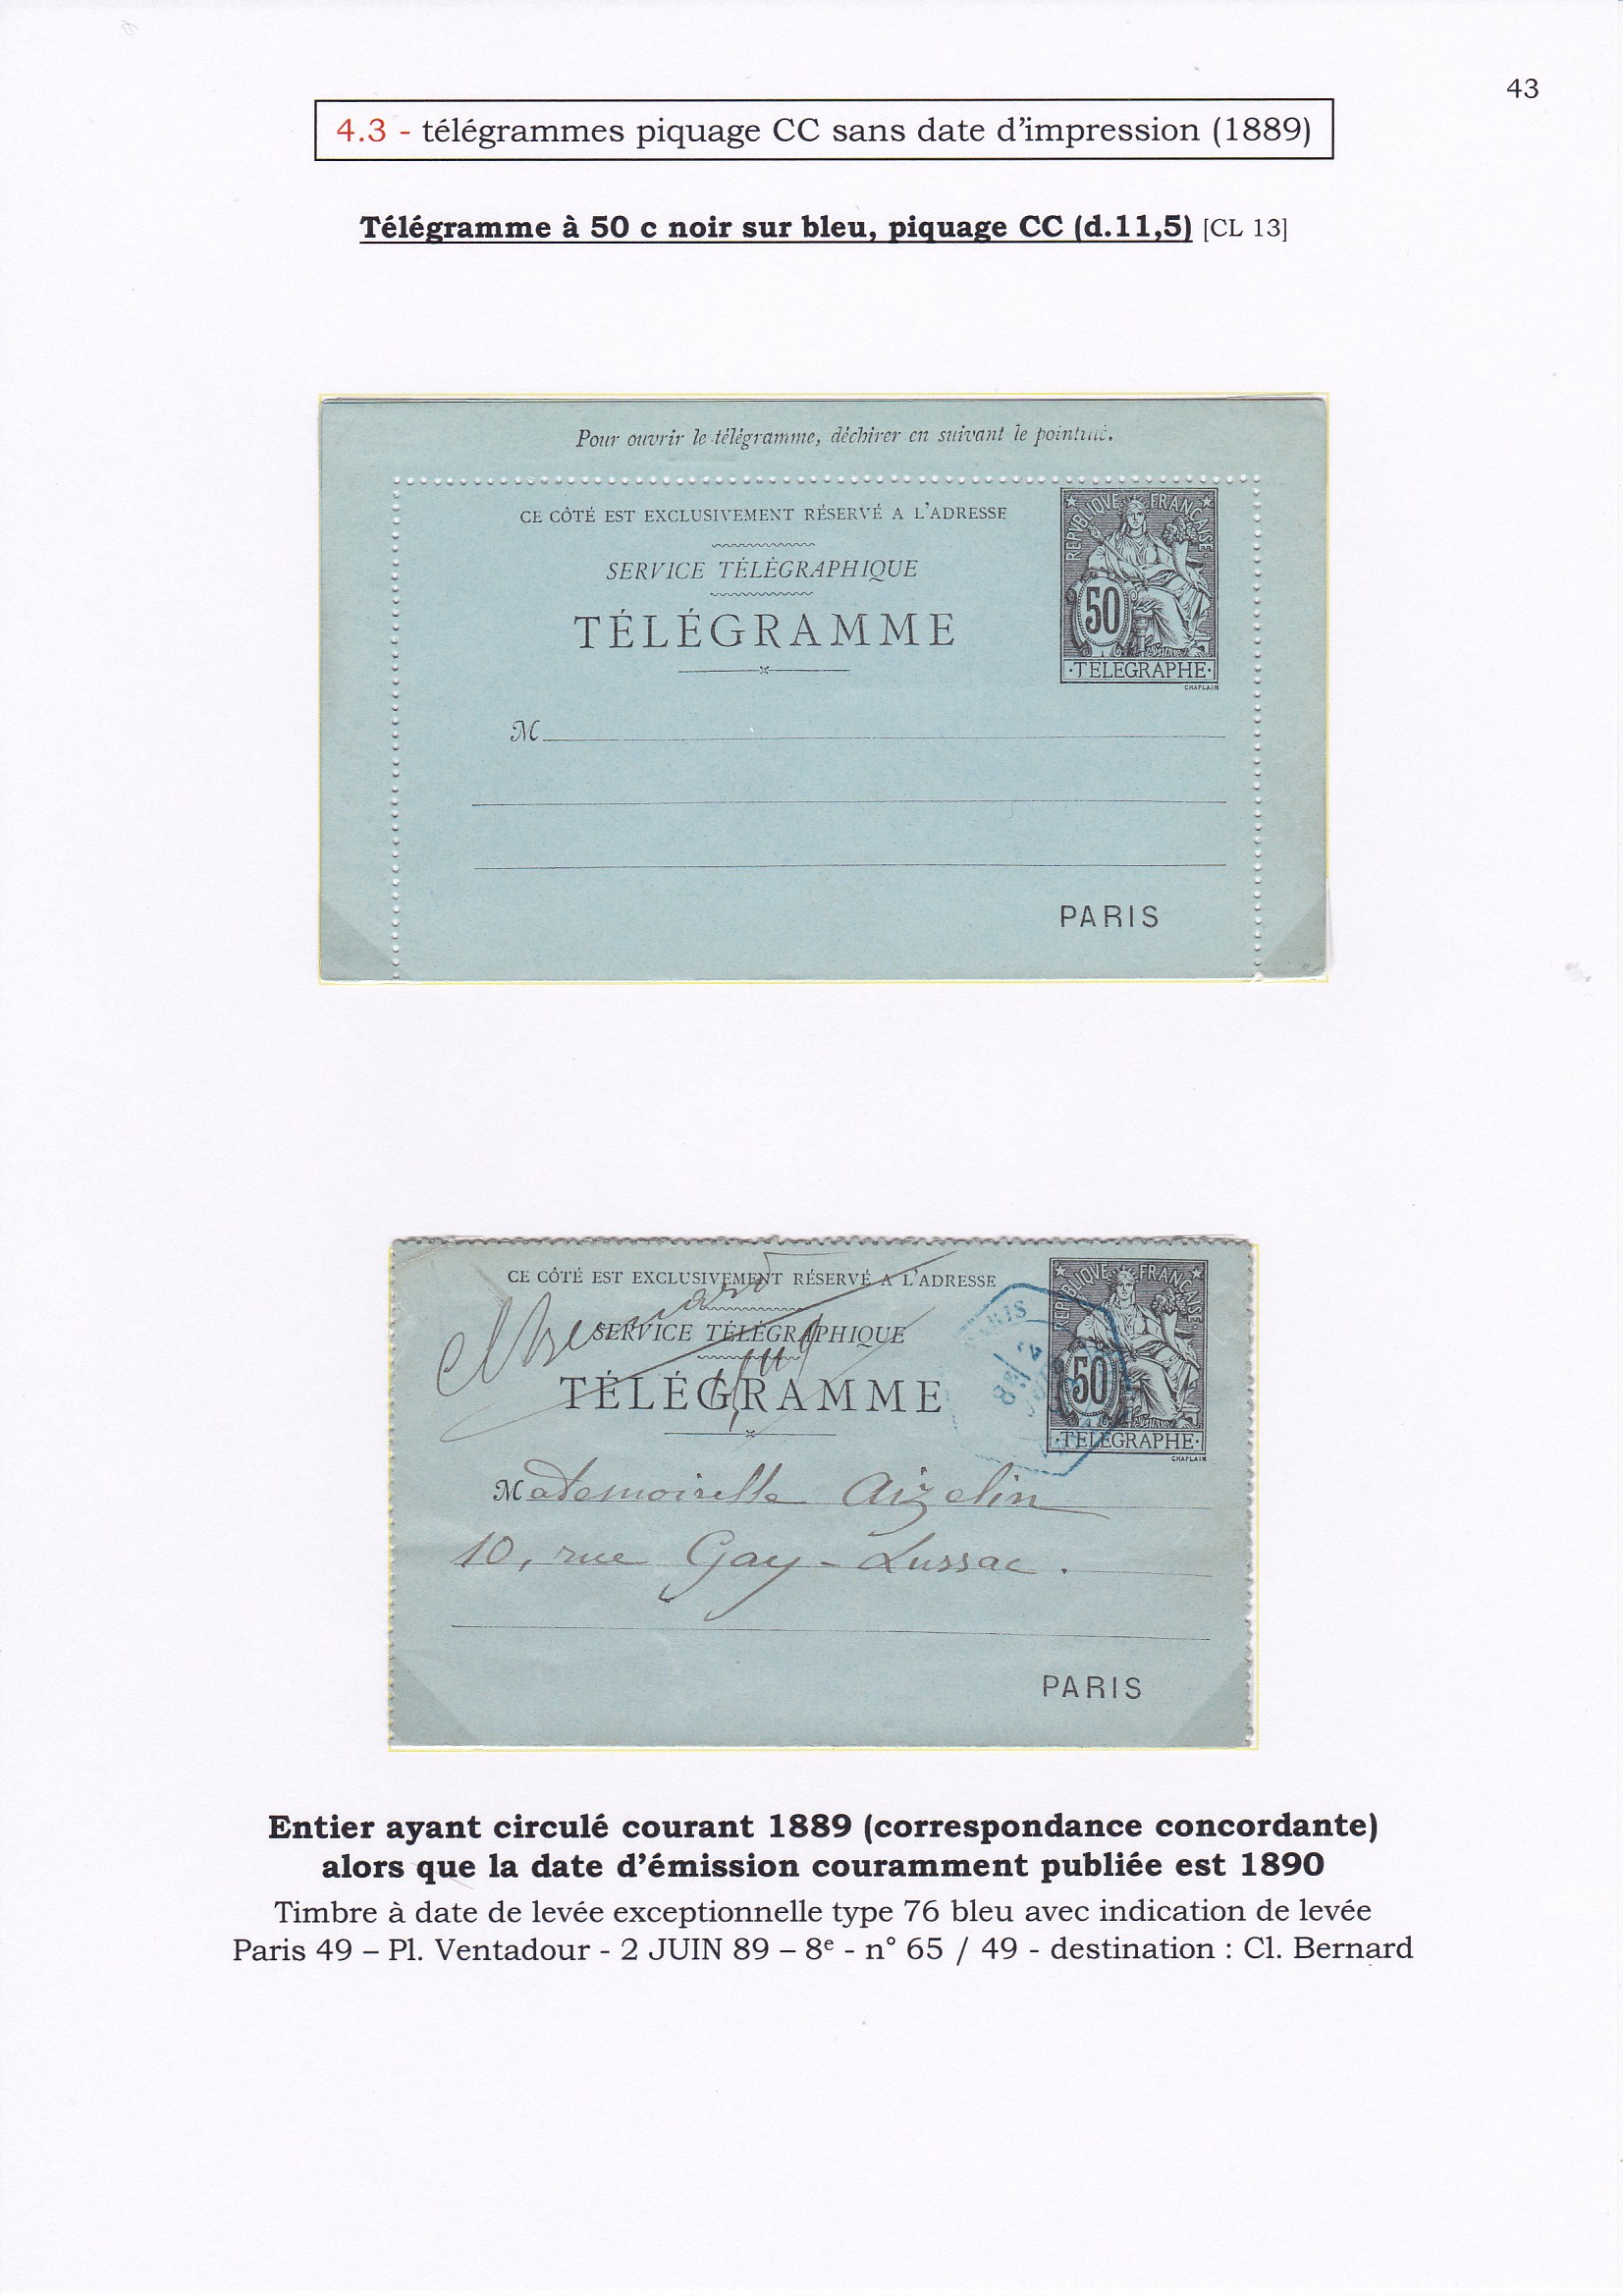 43
4.3 - télégrammes piquage CC sans date d'impression (1889)
Télégramme à 50 c noir sur bleu, piquage CC (d.11,5) [CL 13]
Pour ouvrir le télégramme, déchirer en suivant le pointillé.
CE CÔTÉ EST EXCLUSIVEMENT RÉSERVÉ A L'ADRESSE
SERVICE TÉLÉGRAPHIQUE
TÉLÉGRAMME
REPVBLIQVE FRANÇAISE
50
·TELEGRAPHE·
CHAPLAIN
M
PARIS
CE CÔTÉ EST EXCLUSIVEMENT RÉSERVÉ A L'ADRESSE
SERVICE TÉLÉGRAPHIQUE
TÉLÉGRAMME
REPVBLIQVE FRANÇAISE
50
·TELEGRAPHE·
CHAPLAIN
PARIS
Mademoiselle Aizelin
10, rue Gay-Lussac.
PARIS
Entier ayant circulé courant 1889 (correspondance concordante)
alors que la date d'émission couramment publiée est 1890
Timbre à date de levée exceptionnelle type 76 bleu avec indication de levée
Paris 49 – Pl. Ventadour - 2 JUIN 89 – 8e - n° 65 / 49 - destination : Cl. Bernard